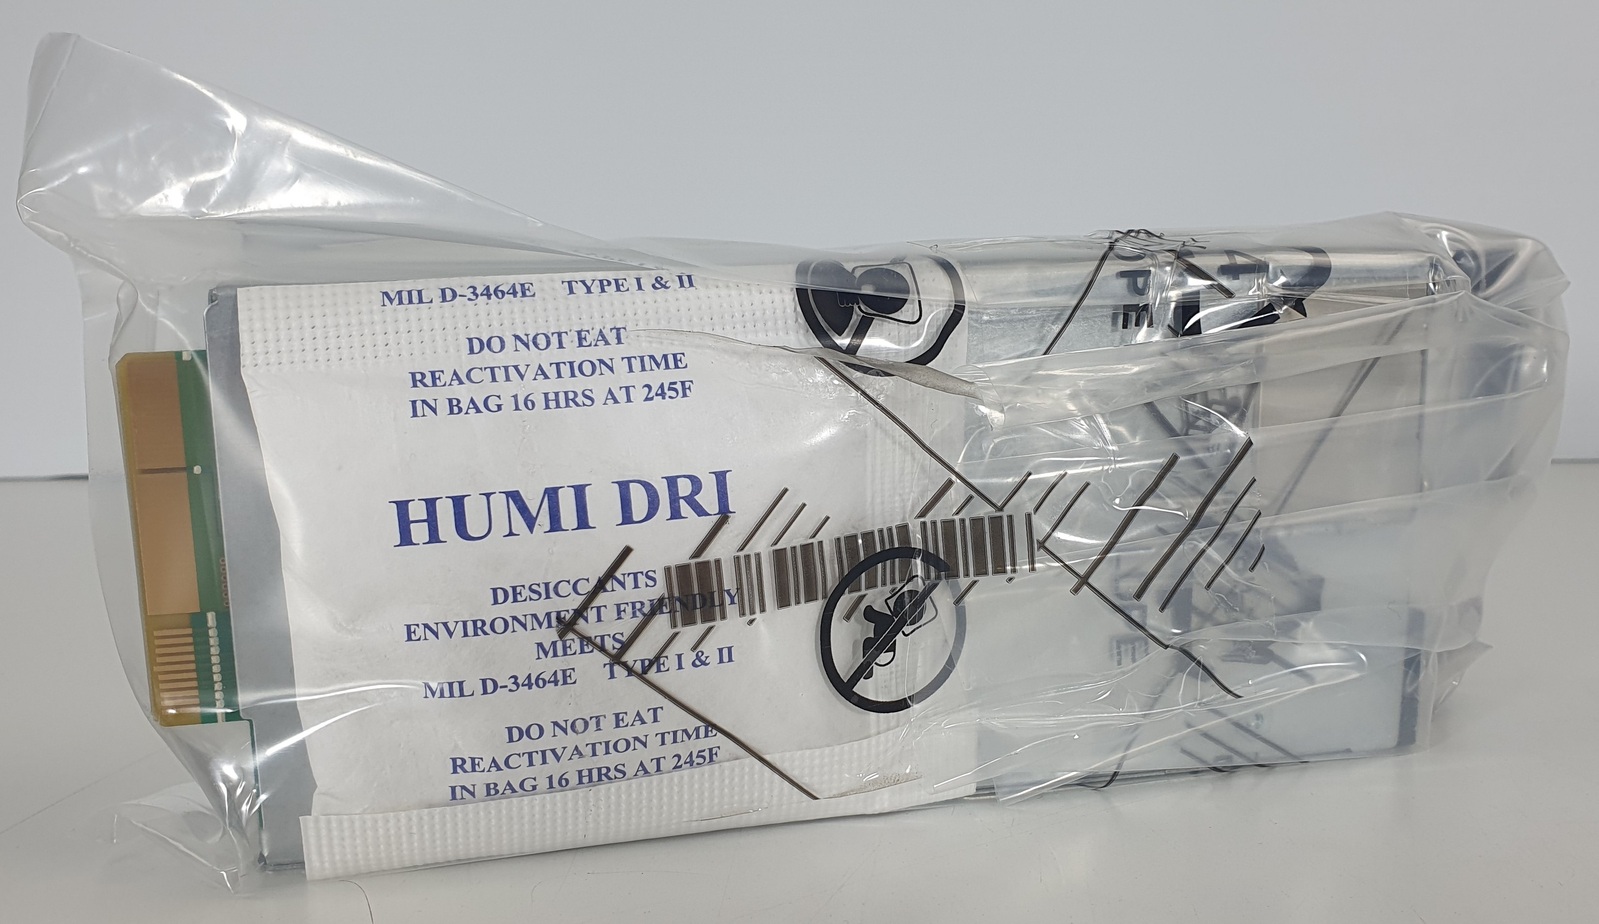 MIL D-3464E TYPE I & II
DO NOT EAT
REACTIVATION TIME
IN BAG 16 HRS AT 245F
HUMI DRI
DESICCANTS
ENVIRONMENT FRIENDLY
MEETS
MIL D-3464E TYPE I & II
DO NOT EAT
REACTIVATION TIME
IN BAG 16 HRS AT 245F